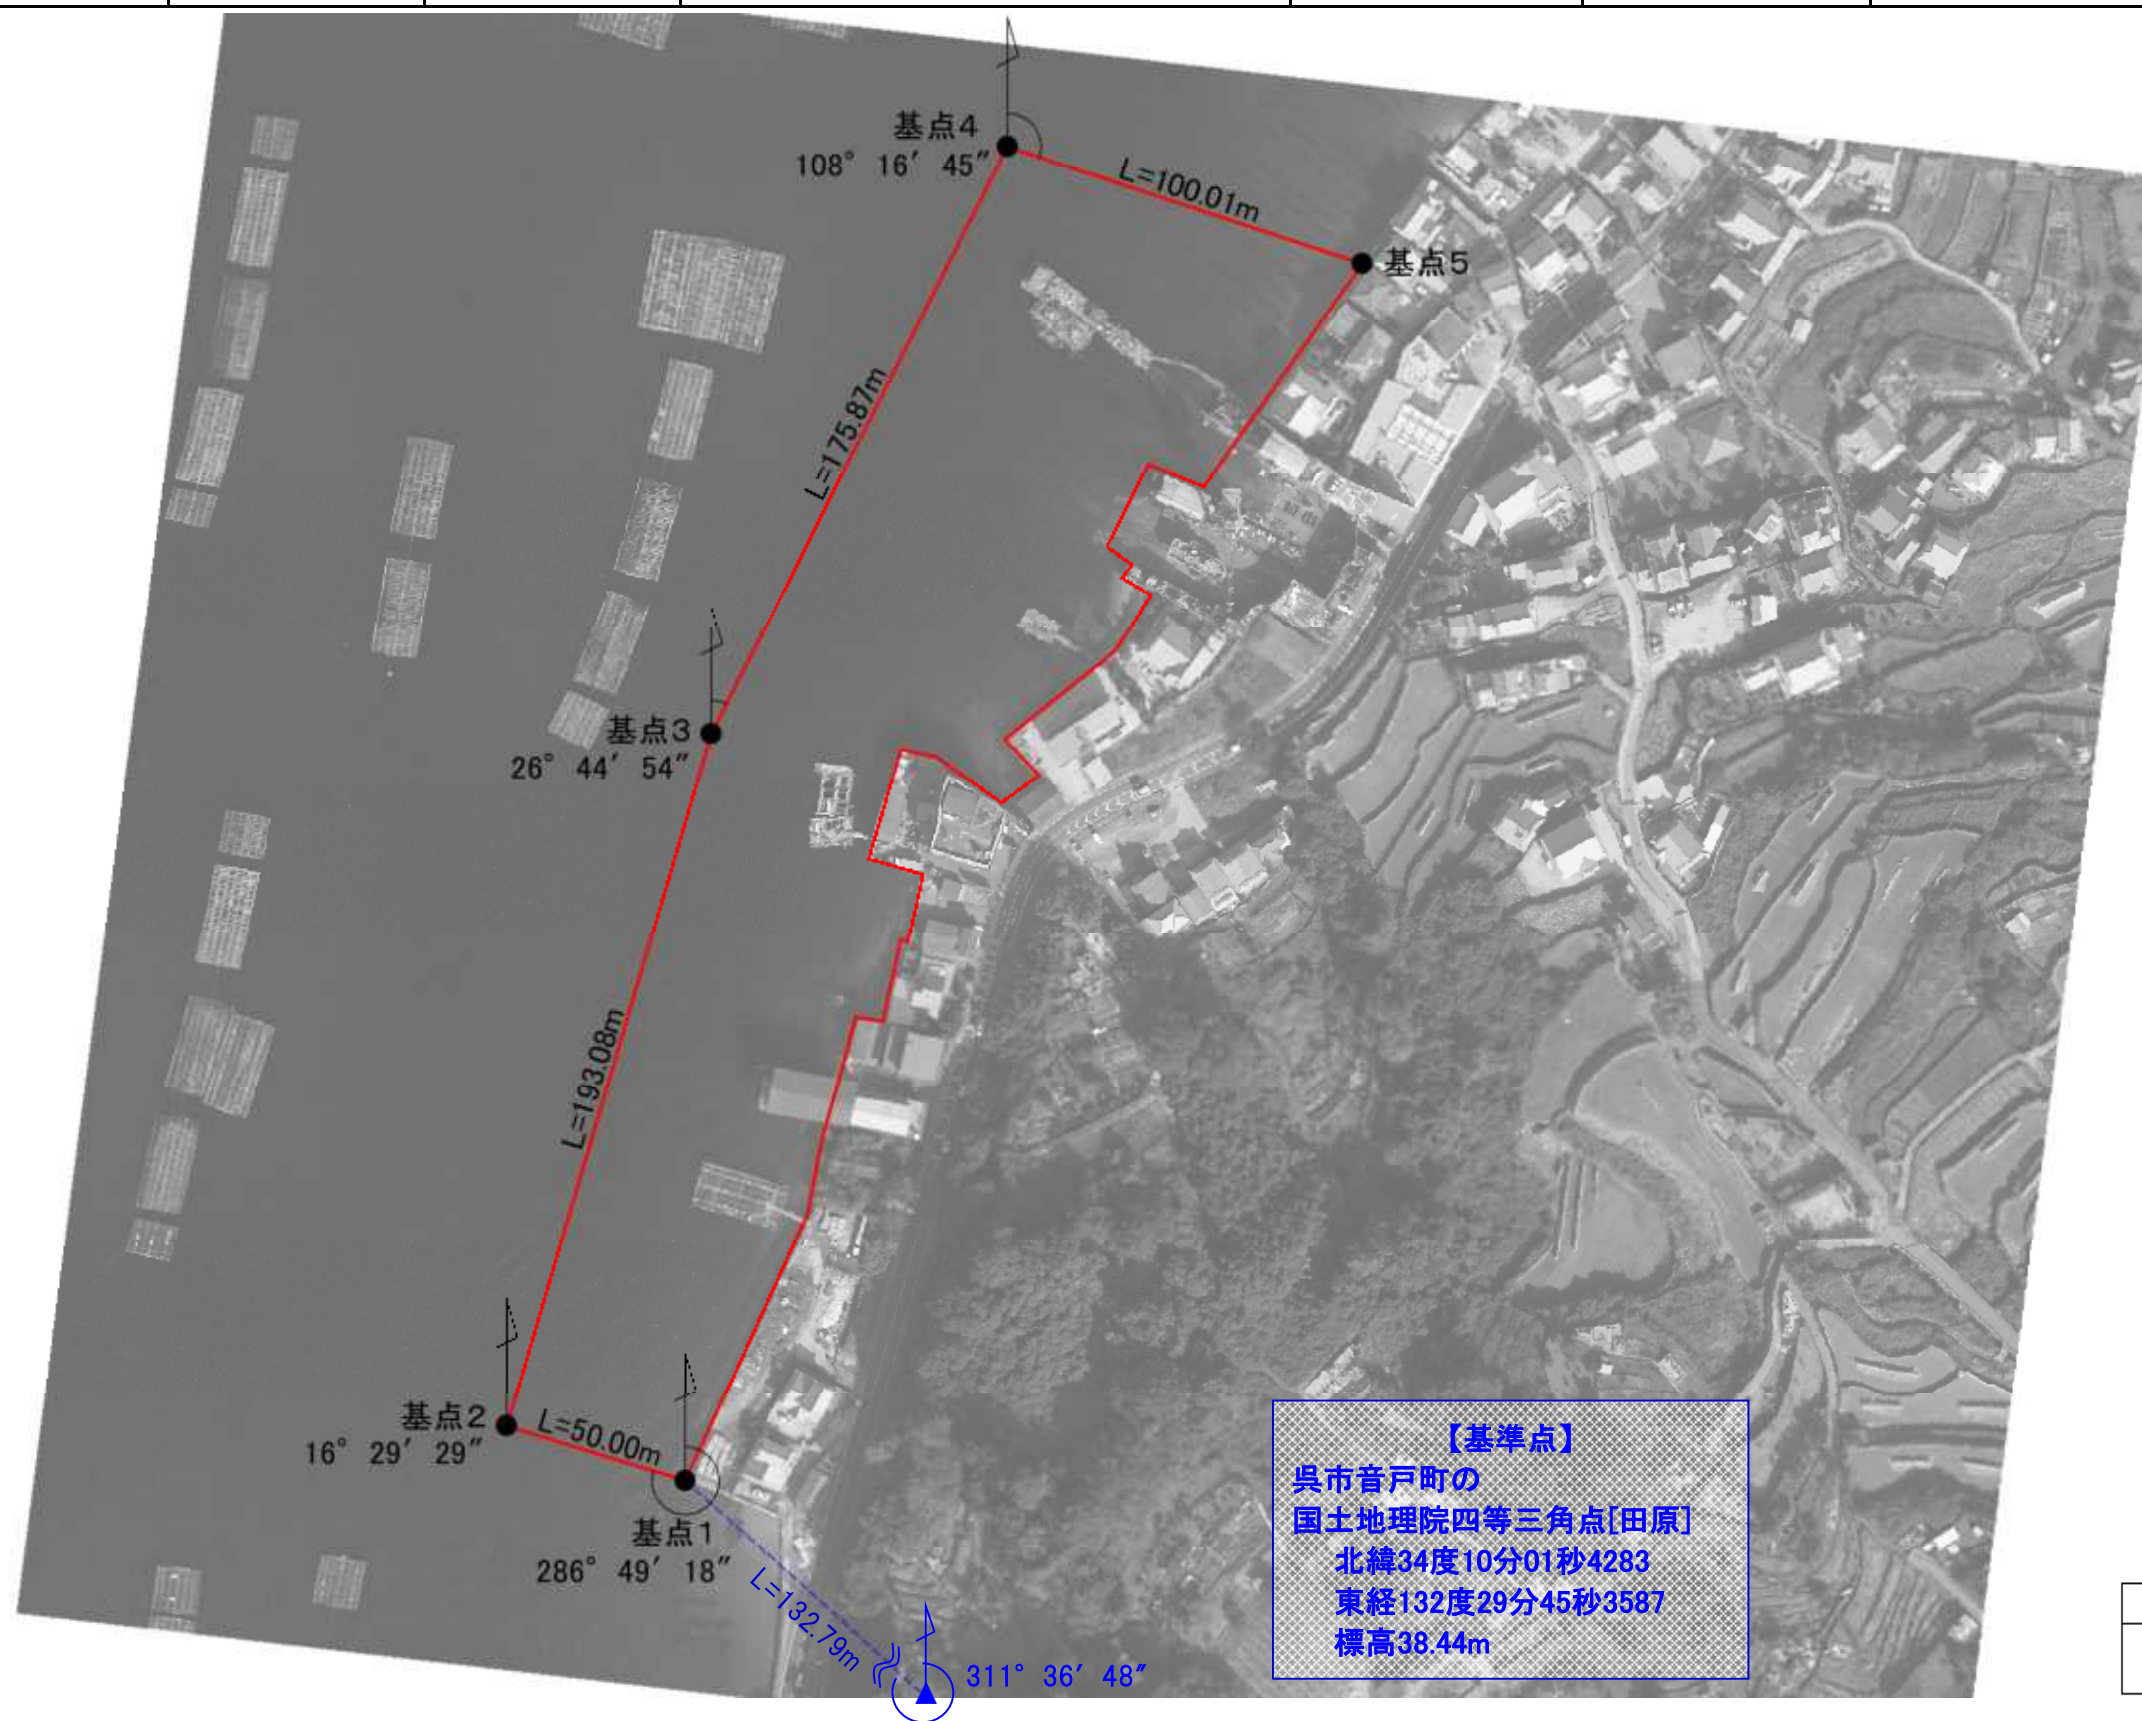 基点4
108° 16′ 45″
L=100.01m
基点5
L=175.87m
基点3
26° 44′ 54″
L=193.08m
基点2
16° 29′ 29″
L=50.00m
基点1
286° 49′ 18″
L=132.79m
311° 36′ 48″
【基準点】
呉市音戸町の
国土地理院四等三角点[田原]
北緯34度10分01秒4283
東経132度29分45秒3587
標高38.44m